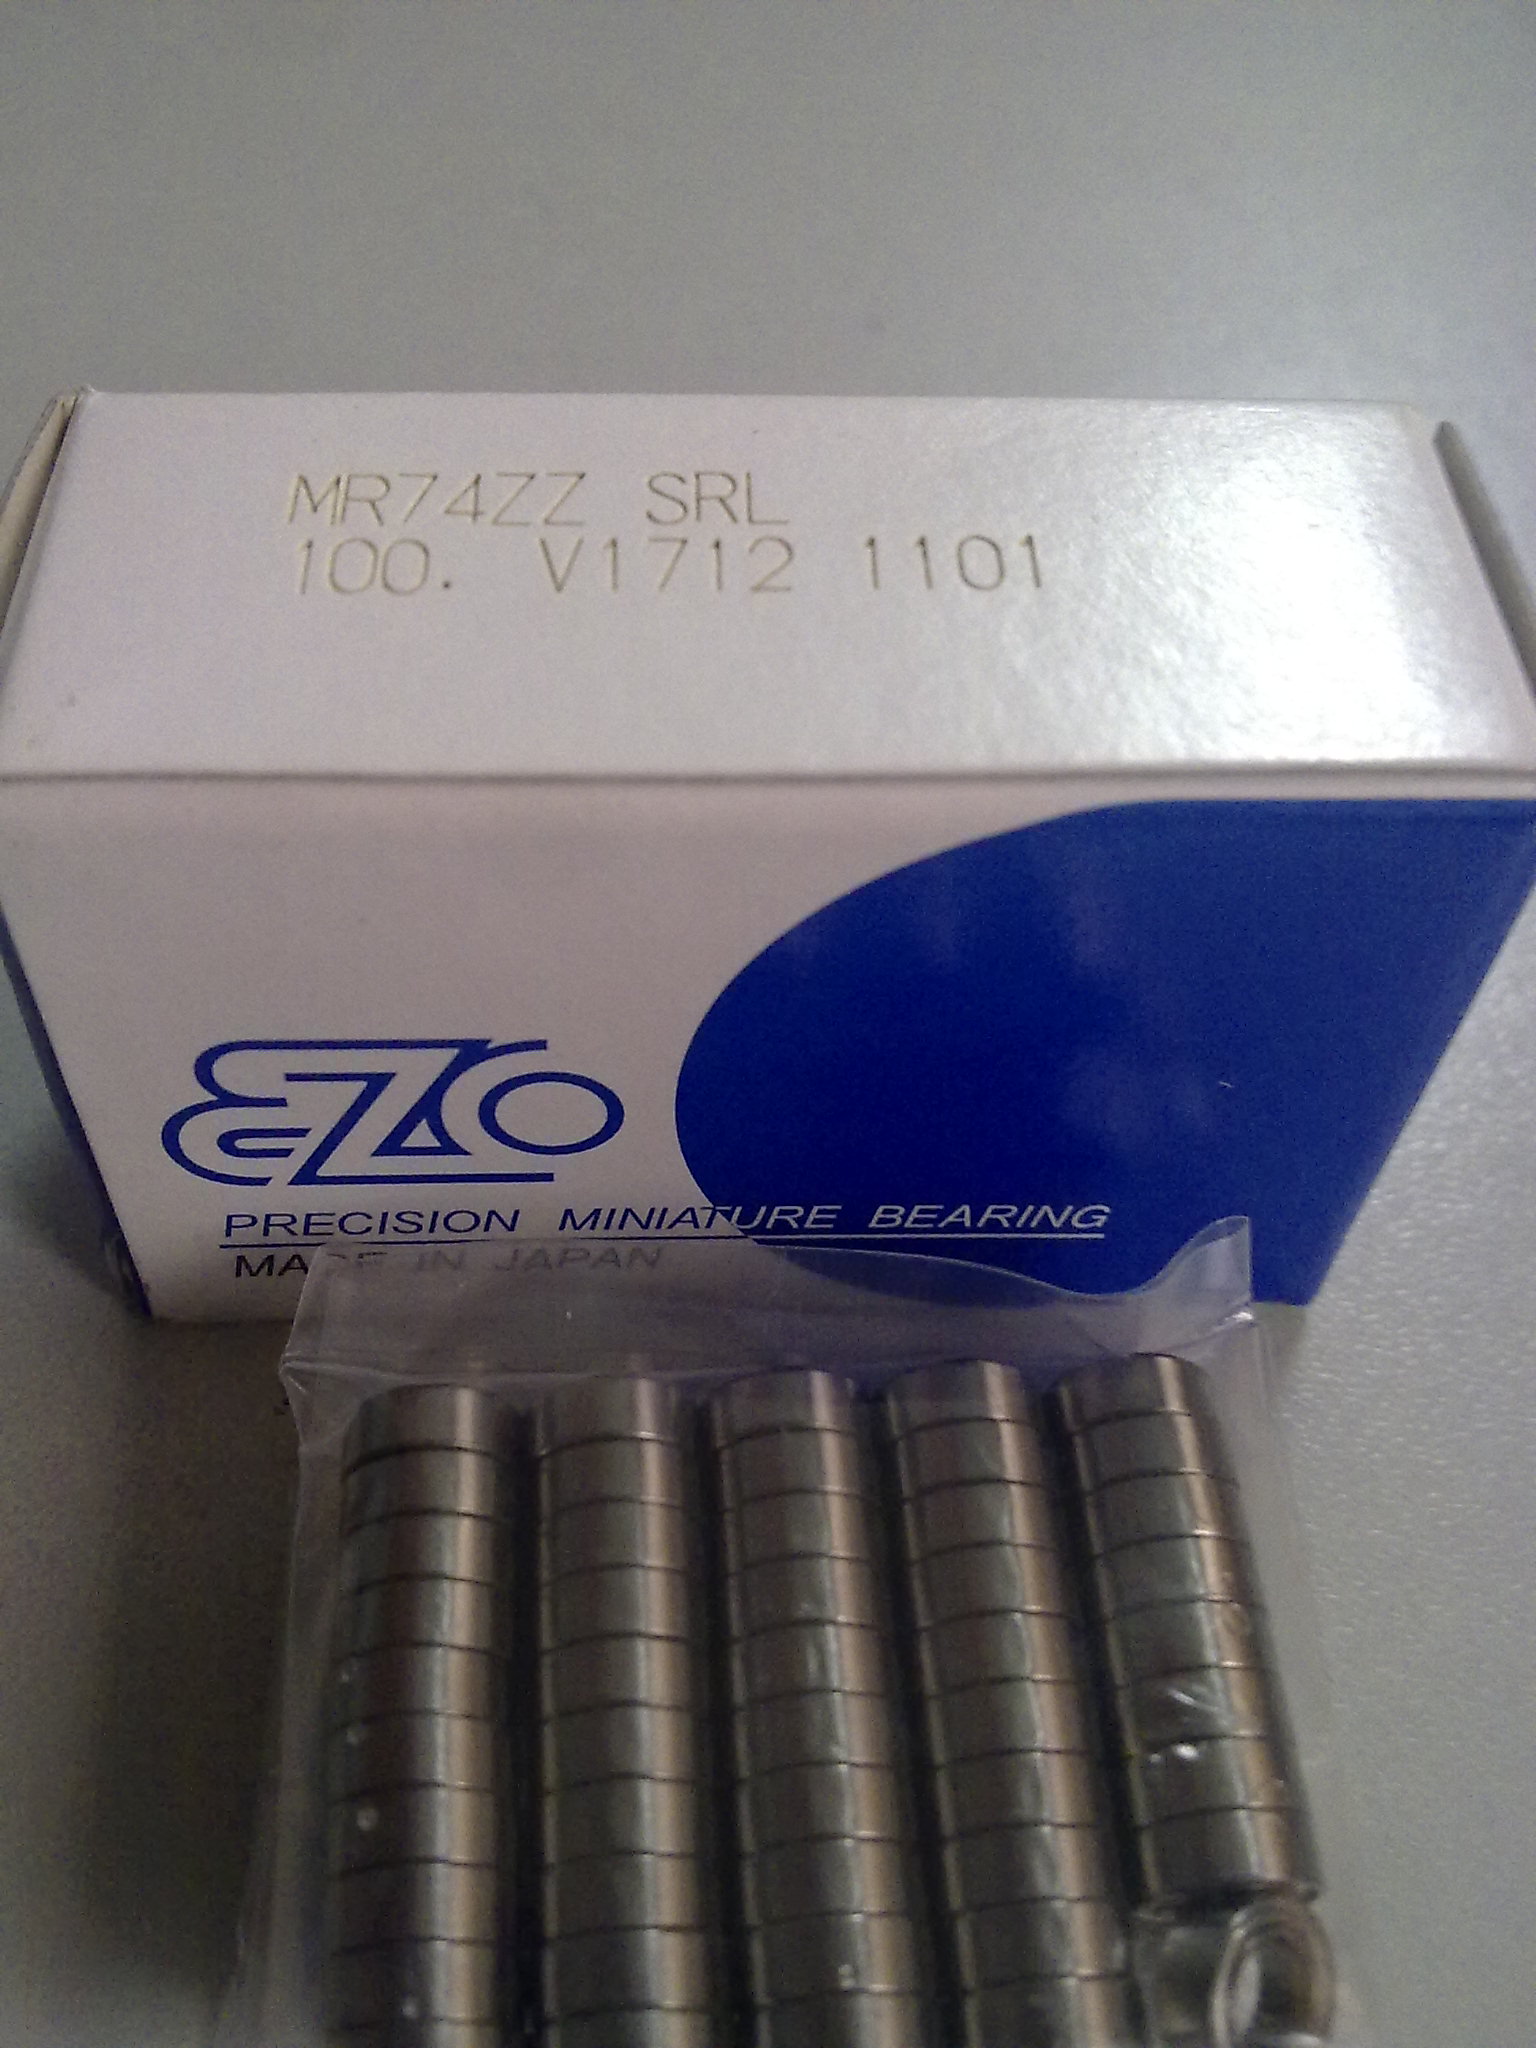 MR74ZZ SRL
100. V1712 1101
EZO
PRECISION MINIATURE BEARING
MADE IN JAPAN